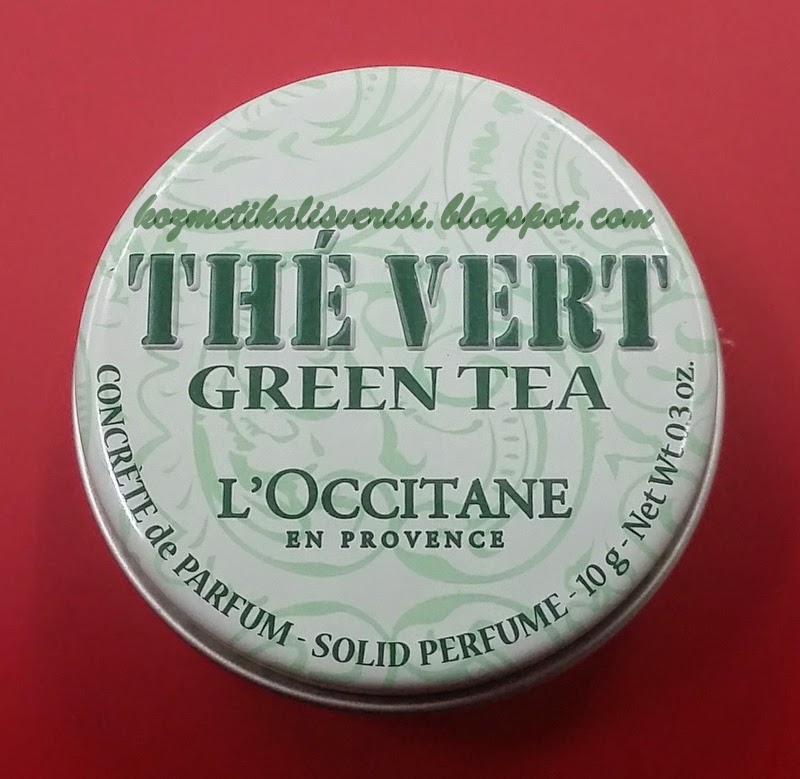 kozmetikalisverisi.blogspot.com
THÉ VERT
GREEN TEA
L'OCCITANE
EN PROVENCE
CONCRÈTE de PARFUM - SOLID PERFUME - 10 g - Net Wt 0.3 oz.